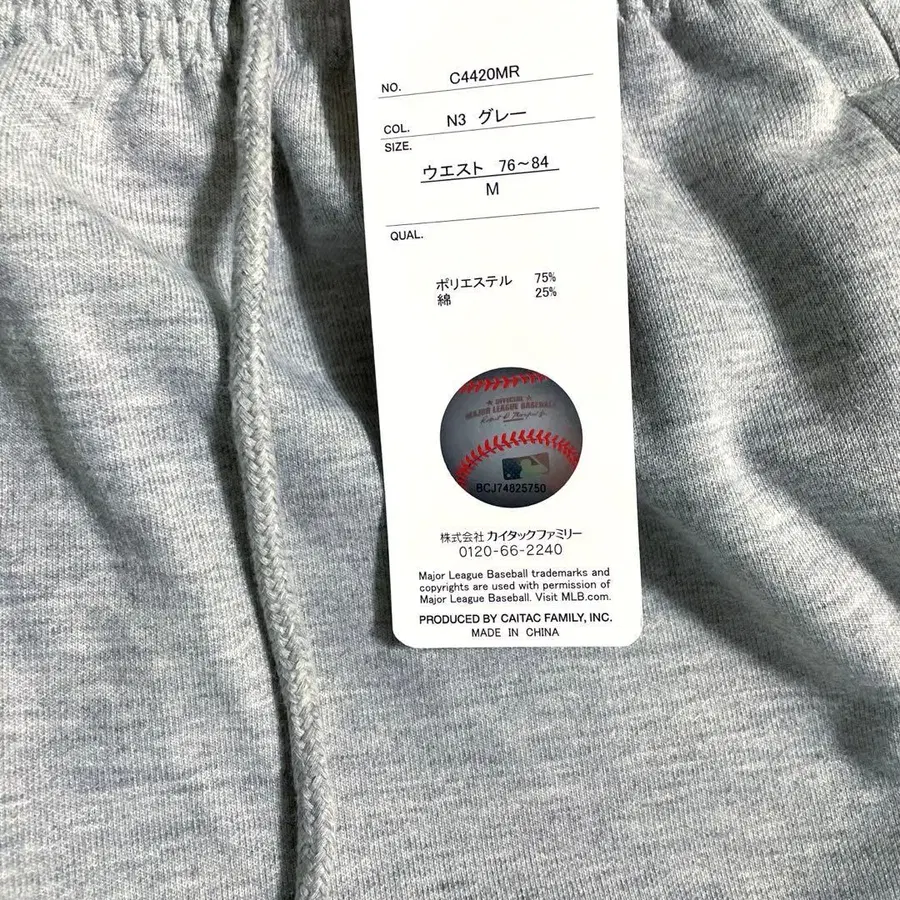 NO. C4420MR
COL. N3 グレー
SIZE.
ウエスト 76～84
M
QUAL.
ポリエステル 75%
綿 25%
★ OFFICIAL ★
MAJOR LEAGUE BASEBALL
BCJ74825750
株式会社 カイタックファミリー
0120-66-2240
Major League Baseball trademarks and
copyrights are used with permission of
Major League Baseball. Visit MLB.com.
PRODUCED BY CAITAC FAMILY, INC.
MADE IN CHINA